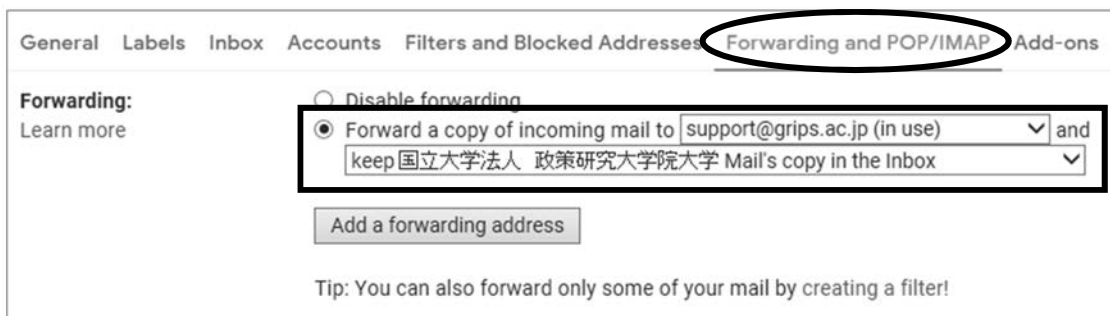 General Labels Inbox Accounts Filters and Blocked Addresses Forwarding and POP/IMAP Add-ons
Forwarding: Disable forwarding
Learn more Forward a copy of incoming mail to support@grips.ac.jp (in use) and
keep 国立大学法人 政策研究大学院大学 Mail's copy in the Inbox
Add a forwarding address
Tip: You can also forward only some of your mail by creating a filter!